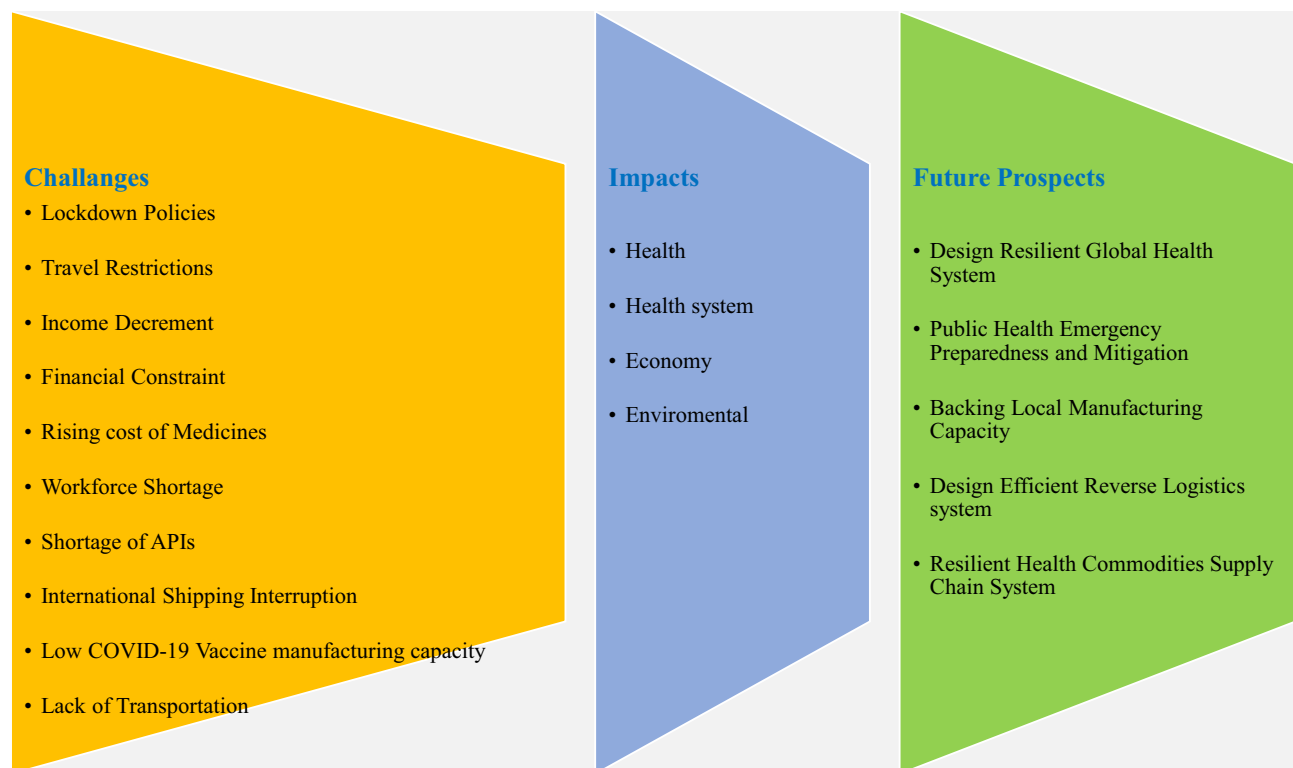 Challanges
• Lockdown Policies
• Travel Restrictions
• Income Decrement
• Financial Constraint
• Rising cost of Medicines
• Workforce Shortage
• Shortage of APIs
• International Shipping Interruption
• Low COVID-19 Vaccine manufacturing capacity
• Lack of Transportation
Impacts
• Health
• Health system
• Economy
• Enviromental
Future Prospects
• Design Resilient Global Health
System
• Public Health Emergency
Preparedness and Mitigation
• Backing Local Manufacturing
Capacity
• Design Efficient Reverse Logistics
system
• Resilient Health Commodities Supply
Chain System